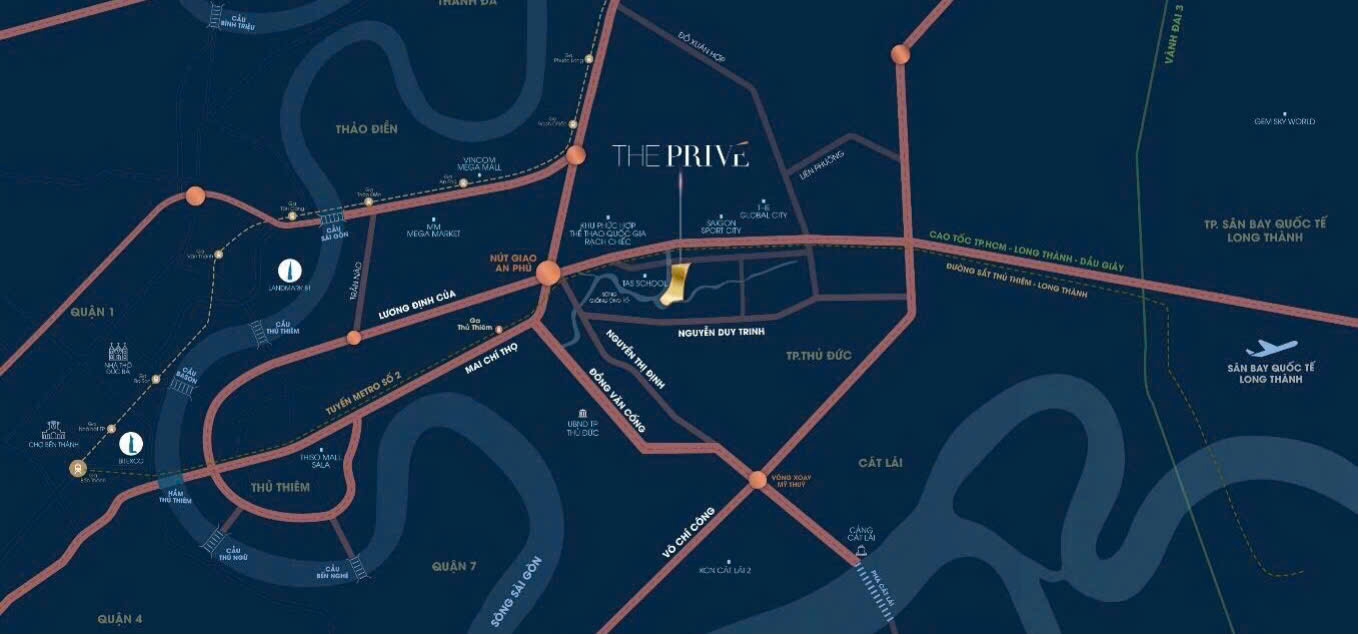 THANH ĐA
CẦU
BÌNH TRIỆU
ĐỖ XUÂN HỢP
VÀNH ĐAI 3
Ga
Phước Long
GEM SKY WORLD
THẢO ĐIỀN
THE PRIVÉ
VINCOM
MEGA MALL
LIÊN PHƯỜNG
Ga
An Phú
Ga
Thảo Điền
Ga
Tân Cảng
CẦU
SÀI GÒN
MM
MEGA MARKET
KHU PHỨC HỢP
THỂ THAO QUỐC GIA
RẠCH CHIẾC
SAIGON
SPORT CITY
THE
GLOBAL CITY
TP. SÂN BAY QUỐC TẾ
LONG THÀNH
CAO TỐC TP.HCM - LONG THÀNH - DẦU GIÂY
ĐƯỜNG SẮT THỦ THIÊM - LONG THÀNH
NÚT GIAO
AN PHÚ
Ga
Văn Thánh
LANDMARK 81
IAS SCHOOL
SÔNG
GIỒNG ÔNG TỐ
QUẬN 1
LƯƠNG ĐỊNH CỦA
Ga
Thủ Thiêm
MAI CHÍ THỌ
NGUYỄN DUY TRINH
NGUYỄN THỊ ĐỊNH
TP.THỦ ĐỨC
CẦU
THỦ THIÊM
NHÀ THỜ
ĐỨC BÀ
Ga
Ba Son
CẦU
BASON
TUYẾN METRO SỐ 2
ĐỒNG VĂN CỐNG
SÂN BAY QUỐC TẾ
LONG THÀNH
UBND TP
THỦ ĐỨC
CHỢ BẾN THÀNH
Ga
Nhà hát TP
BITEXCO
THISO MALL
SALA
CÁT LÁI
Ga
Bến Thành
HẦM
THỦ THIÊM
THỦ THIÊM
VÒNG XOAY
MỸ THUỶ
VÕ CHÍ CÔNG
CẢNG
CÁT LÁI
CẦU
THỦ NGỮ
CẦU
BẾN NGHÉ
QUẬN 7
KCN CÁT LÁI 2
PHÀ CÁT LÁI
SÔNG SÀI GÒN
QUẬN 4